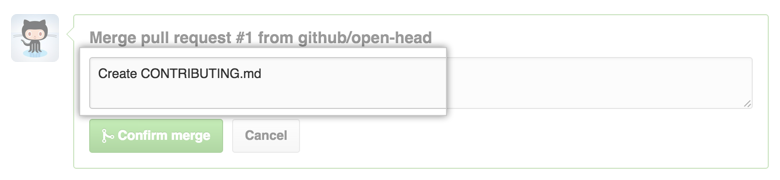 Merge pull request #1 from github/open-head
Create CONTRIBUTING.md
Confirm merge
Cancel